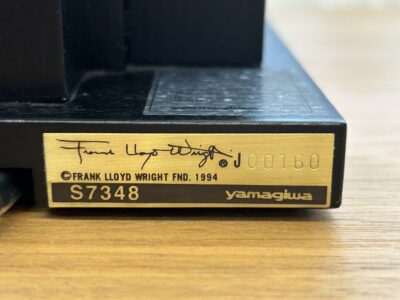 Frank Lloyd Wright ® J00160
© FRANK LLOYD WRIGHT FND. 1994
S7348 yamagiwa